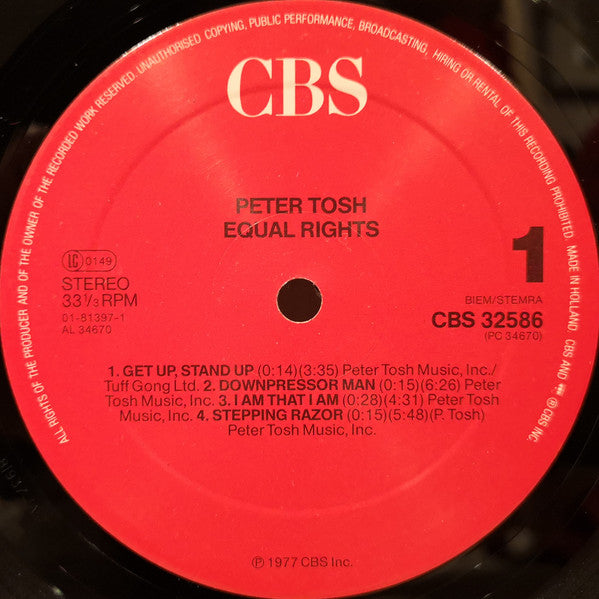 ALL RIGHTS OF THE PRODUCER AND OF THE OWNER OF THE RECORDED WORK RESERVED. UNAUTHORISED COPYING, PUBLIC PERFORMANCE, BROADCASTING, HIRING OR RENTAL OF THIS RECORDING PROHIBITED. MADE IN HOLLAND. CBS AND ℗ CBS INC.
CBS
PETER TOSH
EQUAL RIGHTS
1
LC 0149
STEREO
33 1/3 RPM
01-81397-1
AL 34670
BIEM/STEMRA
CBS 32586
(PC 34670)
1. GET UP, STAND UP (0:14)(3:35) Peter Tosh Music, Inc./
Tuff Gong Ltd. 2. DOWNPRESSOR MAN (0:15)(6:26) Peter
Tosh Music, Inc. 3. I AM THAT I AM (0:28)(4:31) Peter Tosh
Music, Inc. 4. STEPPING RAZOR (0:15)(5:48)(P. Tosh)
Peter Tosh Music, Inc.
℗ 1977 CBS Inc.